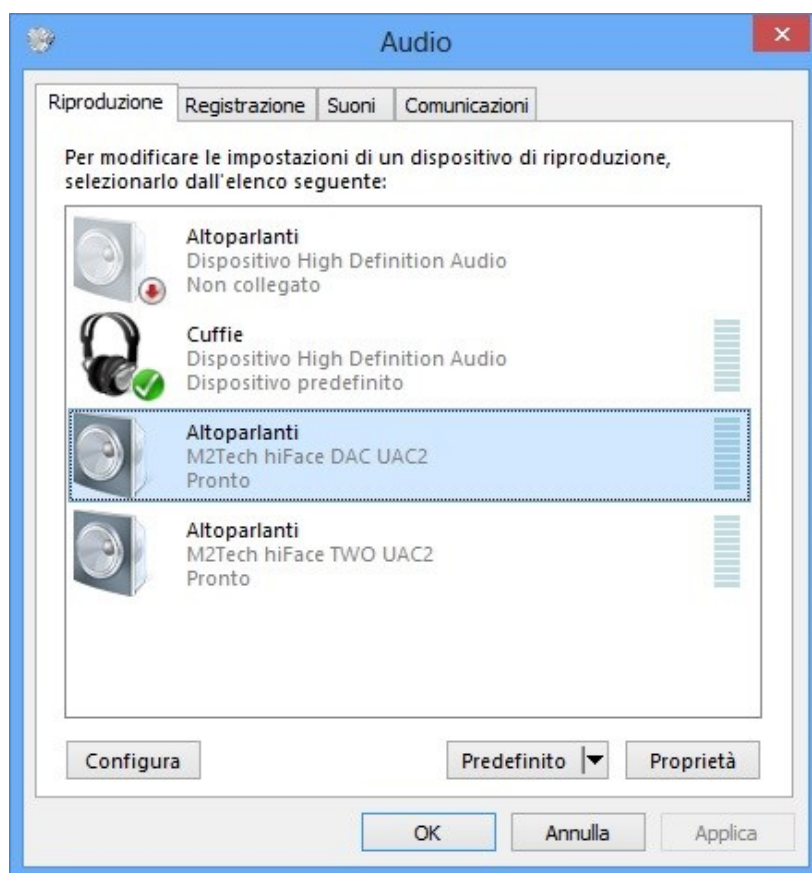 Audio
Riproduzione
Registrazione
Suoni
Comunicazioni
Per modificare le impostazioni di un dispositivo di riproduzione,
selezionarlo dall'elenco seguente:
Altoparlanti
Dispositivo High Definition Audio
Non collegato
Cuffie
Dispositivo High Definition Audio
Dispositivo predefinito
Altoparlanti
M2Tech hiFace DAC UAC2
Pronto
Altoparlanti
M2Tech hiFace TWO UAC2
Pronto
Configura
Predefinito
Proprietà
OK
Annulla
Applica